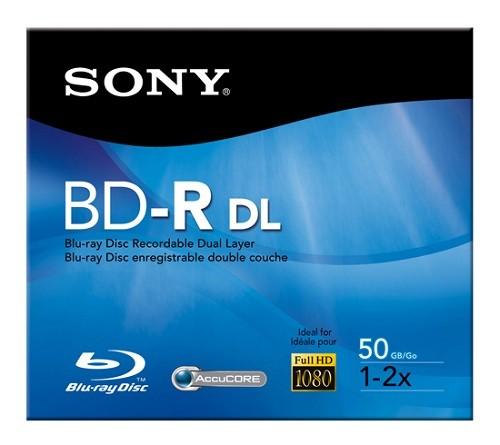 SONY®
BD-R DL
Blu-ray Disc Recordable Dual Layer
Blu-ray Disc enregistrable double couche
Blu-ray Disc™
AccuCORE
Ideal for
Idéale pour
Full HD
1080
50 GB/Go
1-2x